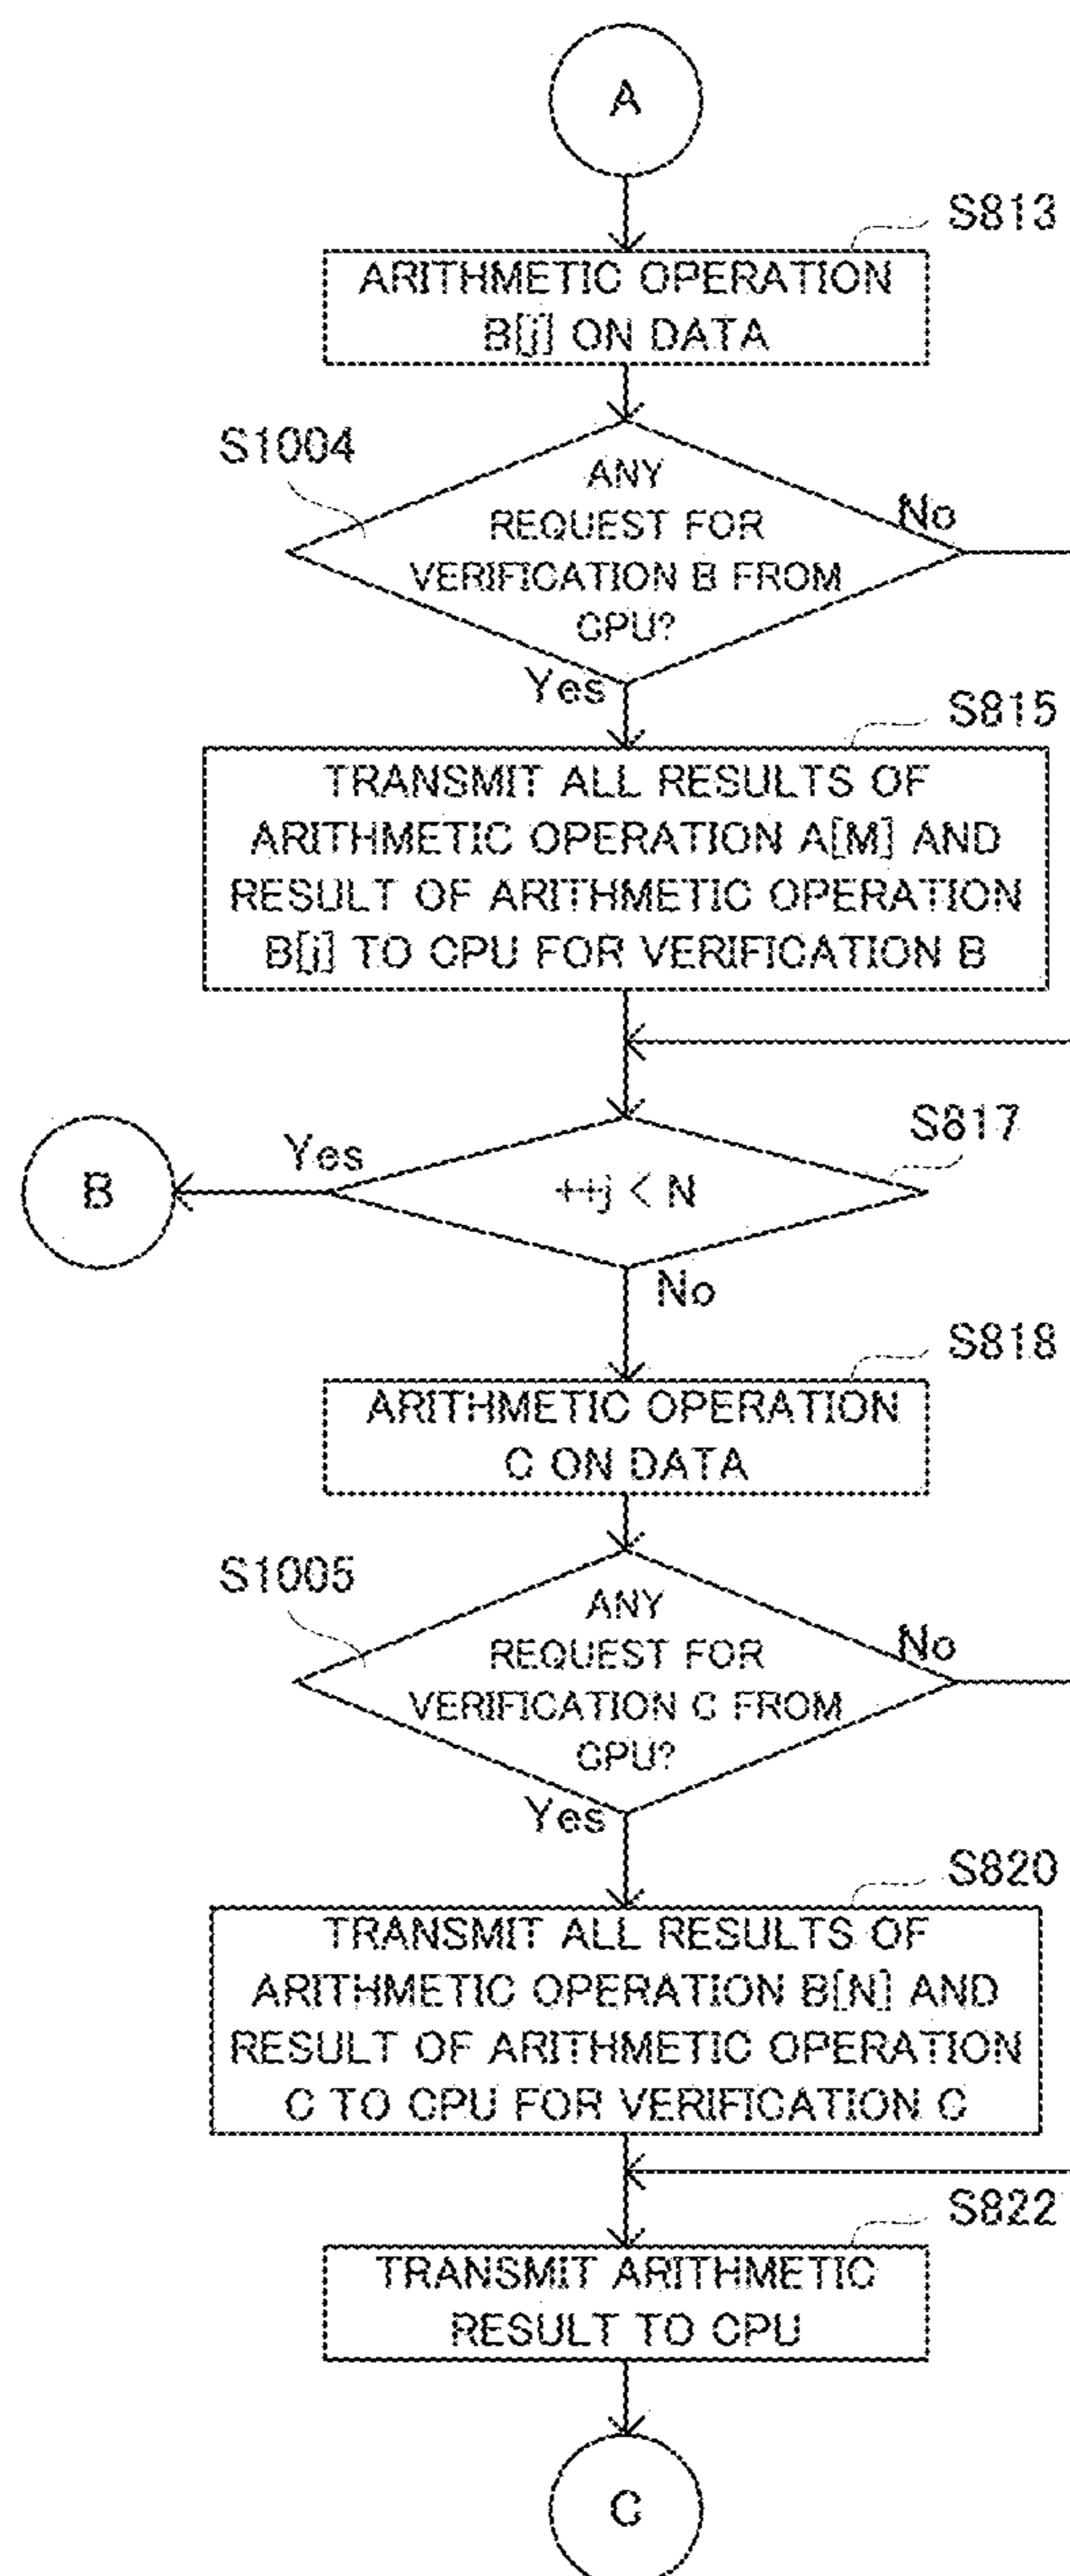 A
S813
ARITHMETIC OPERATION
B[j] ON DATA
S1004
ANY
REQUEST FOR
VERIFICATION B FROM
CPU?
No
Yes
S815
TRANSMIT ALL RESULTS OF
ARITHMETIC OPERATION A[M] AND
RESULT OF ARITHMETIC OPERATION
B[j] TO CPU FOR VERIFICATION B
S817
Yes
B
++j < N
No
S818
ARITHMETIC OPERATION
C ON DATA
S1005
ANY
REQUEST FOR
VERIFICATION C FROM
CPU?
No
Yes
S820
TRANSMIT ALL RESULTS OF
ARITHMETIC OPERATION B[N] AND
RESULT OF ARITHMETIC OPERATION
C TO CPU FOR VERIFICATION C
S822
TRANSMIT ARITHMETIC
RESULT TO CPU
C